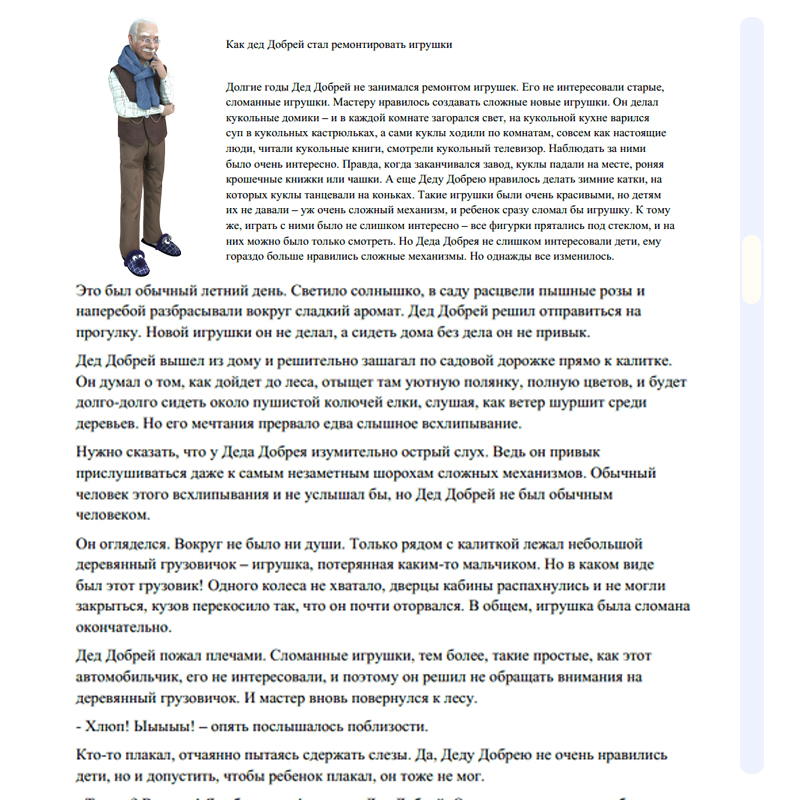 Как дед Добрей стал ремонтировать игрушки
Долгие годы Дед Добрей не занимался ремонтом игрушек. Его не интересовали старые,
сломанные игрушки. Мастеру нравилось создавать сложные новые игрушки. Он делал
кукольные домики – и в каждой комнате загорался свет, на кукольной кухне варился
суп в кукольных кастрюльках, а сами куклы ходили по комнатам, совсем как настоящие
люди, читали кукольные книги, смотрели кукольный телевизор. Наблюдать за ними
было очень интересно. Правда, когда заканчивался завод, куклы падали на месте, роняя
крошечные книжки или чашки. А еще Деду Добрею нравилось делать зимние катки, на
которых куклы танцевали на коньках. Такие игрушки были очень красивыми, но детям
их не давали – уж очень сложный механизм, и ребенок сразу сломал бы игрушку. К тому
же, играть с ними было не слишком интересно – все фигурки прятались под стеклом, и на
них можно было только смотреть. Но Деда Добрея не слишком интересовали дети, ему
гораздо больше нравились сложные механизмы. Но однажды все изменилось.
Это был обычный летний день. Светило солнышко, в саду расцвели пышные розы и
наперебой разбрасывали вокруг сладкий аромат. Дед Добрей решил отправиться на
прогулку. Новой игрушки он не делал, а сидеть дома без дела он не привык.
Дед Добрей вышел из дому и решительно зашагал по садовой дорожке прямо к калитке.
Он думал о том, как дойдет до леса, отыщет там уютную полянку, полную цветов, и будет
долго-долго сидеть около пушистой колючей елки, слушая, как ветер шуршит среди
деревьев. Но его мечтания прервало едва слышное всхлипывание.
Нужно сказать, что у Деда Добрея изумительно острый слух. Ведь он привык
прислушиваться даже к самым незаметным шорохам сложных механизмов. Обычный
человек этого всхлипывания и не услышал бы, но Дед Добрей не был обычным
человеком.
Он огляделся. Вокруг не было ни души. Только рядом с калиткой лежал небольшой
деревянный грузовичок – игрушка, потерянная каким-то мальчиком. Но в каком виде
был этот грузовик! Одного колеса не хватало, дверцы кабины распахнулись и не могли
закрыться, кузов перекосило так, что он почти оторвался. В общем, игрушка была сломана
окончательно.
Дед Добрей пожал плечами. Сломанные игрушки, тем более, такие простые, как этот
автомобильчик, его не интересовали, и поэтому он решил не обращать внимания на
деревянный грузовичок. И мастер вновь повернулся к лесу.
- Хлюп! Ыыыыы! – опять послышалось поблизости.
Кто-то плакал, отчаянно пытаясь сдержать слезы. Да, Деду Добрею не очень нравились
дети, но и допустить, чтобы ребенок плакал, он тоже не мог.